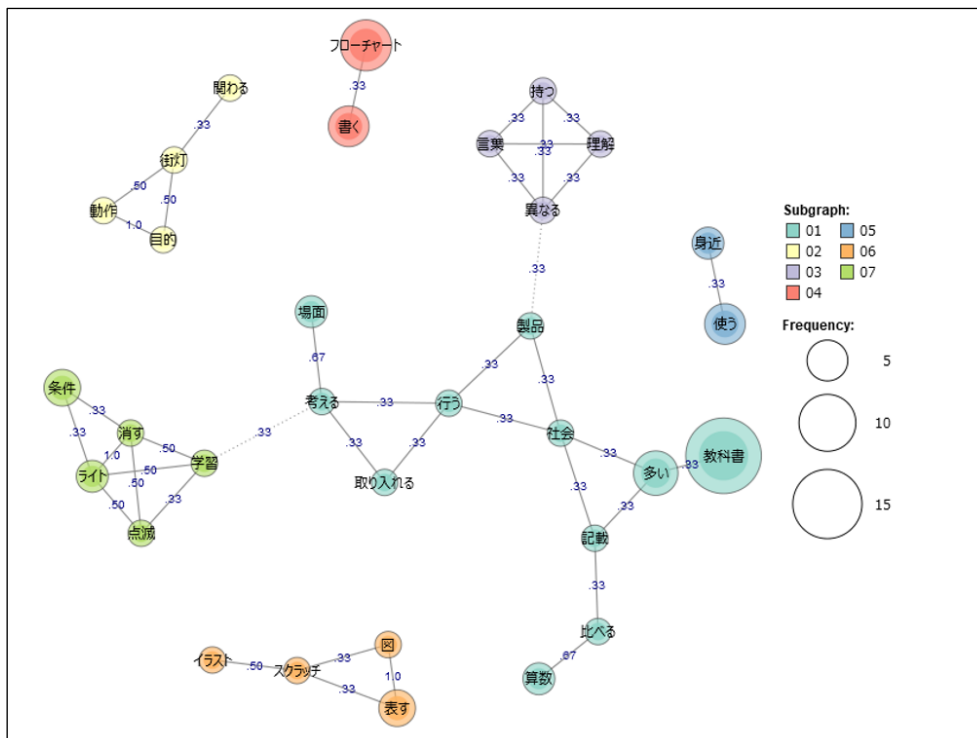 フローチャート
.33
書く
関わる
.33
街灯
.50
.50
動作
1.0
目的
持つ
.33
.33
言葉
.33
.33
理解
.33
.33
異なる
.33
身近
.33
使う
Subgraph:
01
05
02
06
03
07
04
Frequency:
5
10
15
場面
.67
製品
考える
.33
行う
.33
.33
.33
社会
.33
.33
取り入れる
.33
.33
多い
.33
教科書
.33
.33
記載
.33
比べる
.67
算数
条件
.33
.33
消す
1.0
.50
.50
.50
学習
.33
ライト
.50
.33
点滅
イラスト
.50
スクラッチ
.33
図
1.0
.33
表す